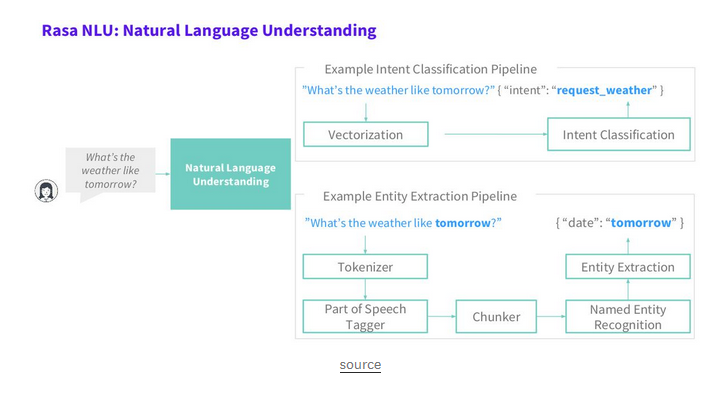 Rasa NLU: Natural Language Understanding
What's the
weather like
tomorrow?
Natural Language
Understanding
Example Intent Classification Pipeline
"What's the weather like tomorrow?" { "intent": "request_weather" }
Vectorization
Intent Classification
Example Entity Extraction Pipeline
"What's the weather like tomorrow?"
{ "date": "tomorrow" }
Tokenizer
Entity Extraction
Part of Speech
Tagger
Chunker
Named Entity
Recognition
source